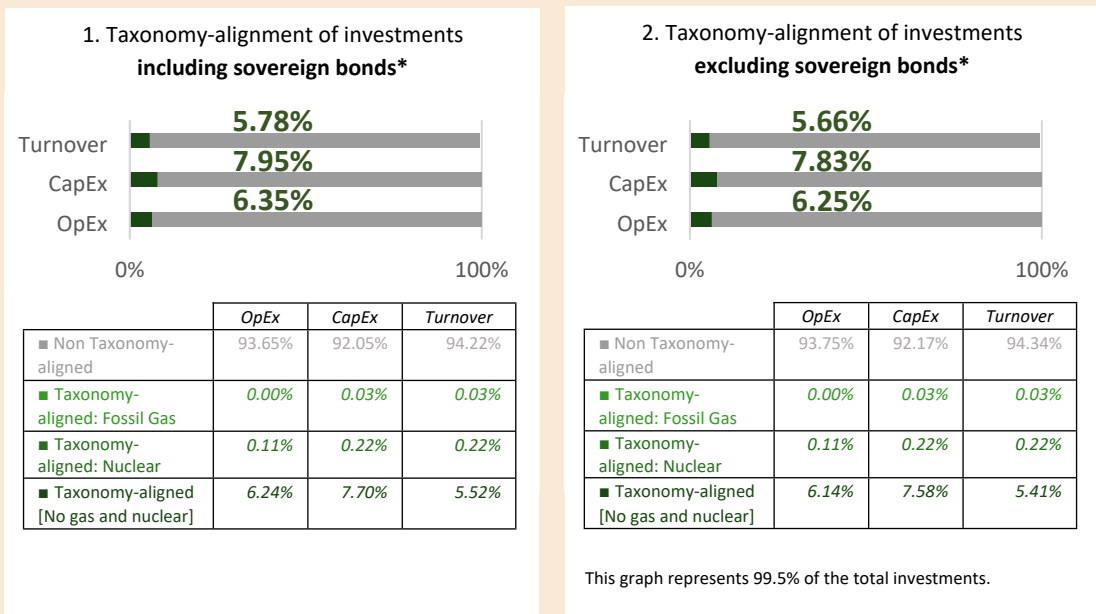 1. Taxonomy-alignment of investments
including sovereign bonds*
5.78%
Turnover
7.95%
CapEx
6.35%
OpEx
0%
100%
OpEx CapEx Turnover
■ Non Taxonomy- 93.65% 92.05% 94.22%
aligned
■ Taxonomy- 0.00% 0.03% 0.03%
aligned: Fossil Gas
■ Taxonomy- 0.11% 0.22% 0.22%
aligned: Nuclear
■ Taxonomy-aligned 6.24% 7.70% 5.52%
[No gas and nuclear]
2. Taxonomy-alignment of investments
excluding sovereign bonds*
5.66%
Turnover
7.83%
CapEx
6.25%
OpEx
0%
100%
OpEx CapEx Turnover
■ Non Taxonomy- 93.75% 92.17% 94.34%
aligned
■ Taxonomy- 0.00% 0.03% 0.03%
aligned: Fossil Gas
■ Taxonomy- 0.11% 0.22% 0.22%
aligned: Nuclear
■ Taxonomy-aligned 6.14% 7.58% 5.41%
[No gas and nuclear]
This graph represents 99.5% of the total investments.